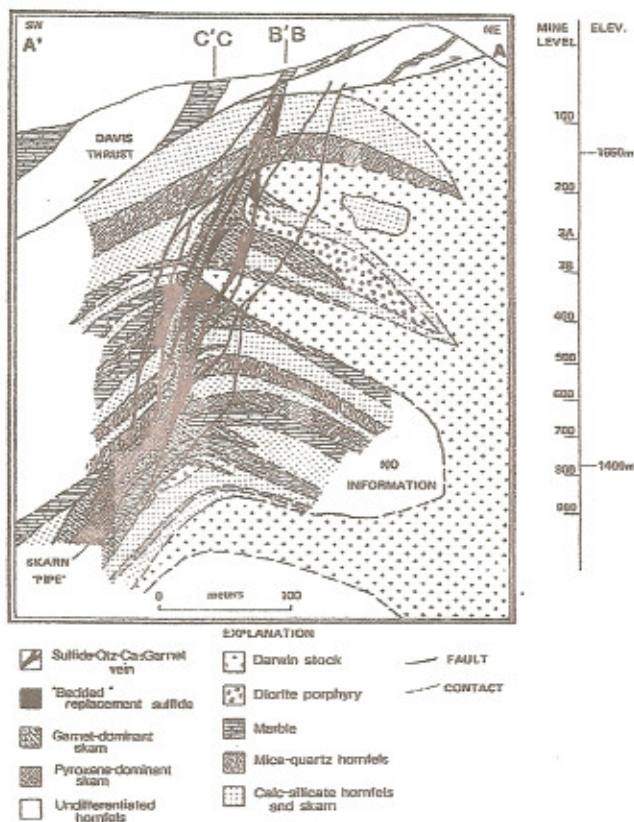 SW
A'
C'C
B'B
NE
A
MINE
LEVEL
ELEV.
DAVIS
THRUST
100
1550m
200
3A
3B
400
500
600
700
800
1400m
900
NO
INFORMATION
SKARN
"PIPE"
0 meters 100
EXPLANATION
Sulfide-Qtz-Ca-Garnet
vein
"Bedded"
replacement sulfide
Garnet-dominant
skarn
Pyroxene-dominant
skarn
Undifferentiated
hornfels
Darwin stock
Diorite porphyry
Marble
Mica-quartz hornfels
Calc-silicate hornfels
and skarn
FAULT
CONTACT